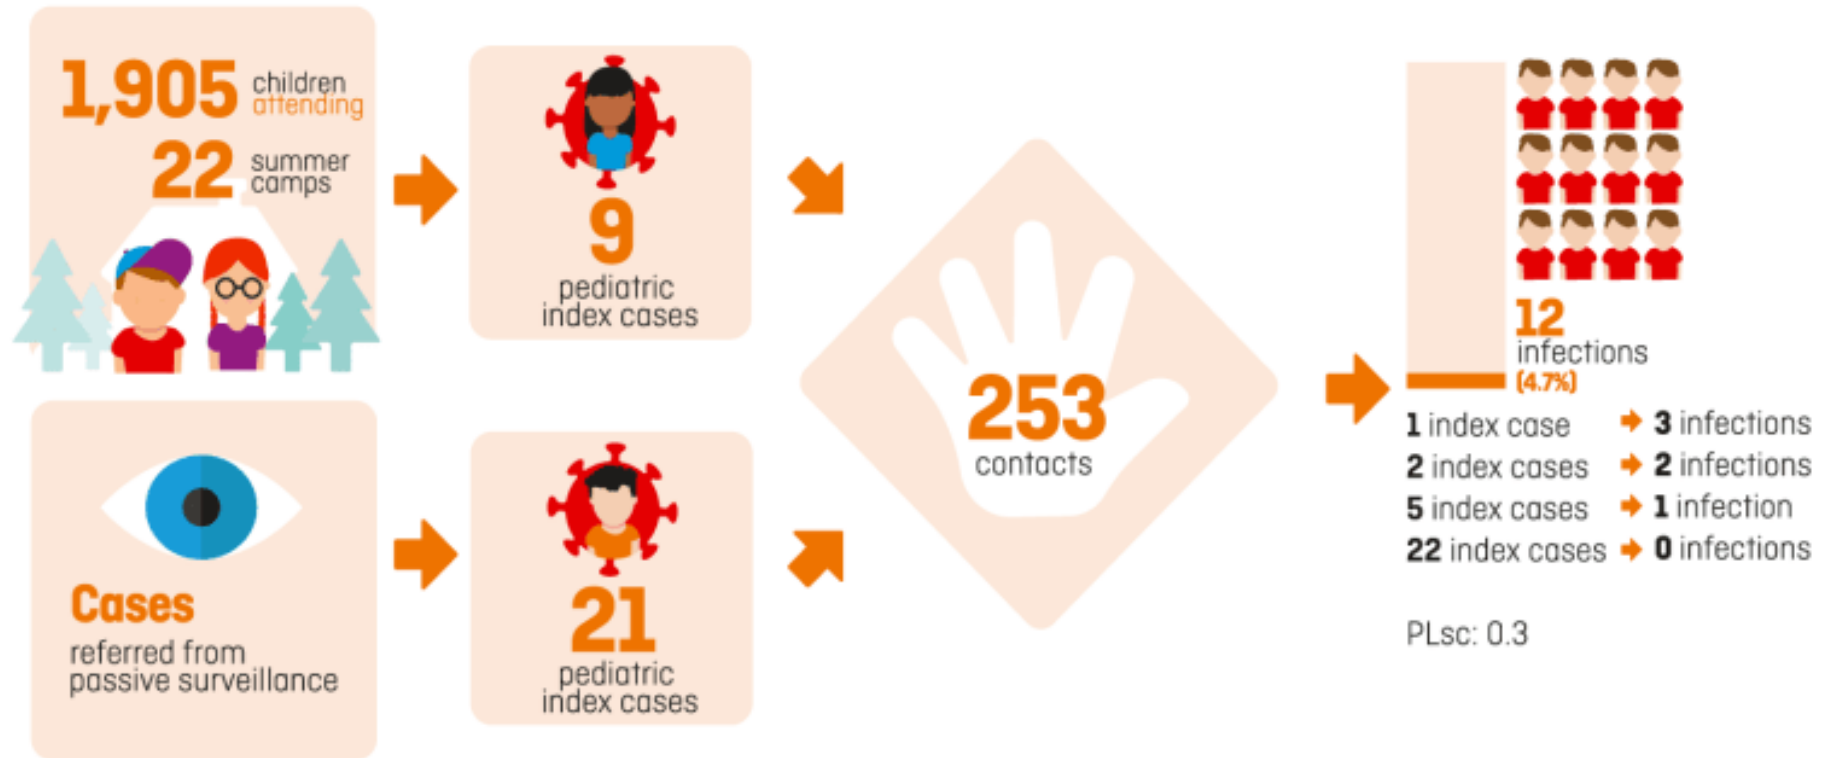 1,905 children
attending
22 summer
camps
9
pediatric
index cases
Cases
referred from
passive surveillance
21
pediatric
index cases
253
contacts
12
infections
(4.7%)
1 index case 3 infections
2 index cases 2 infections
5 index cases 1 infection
22 index cases 0 infections
PLsc: 0.3